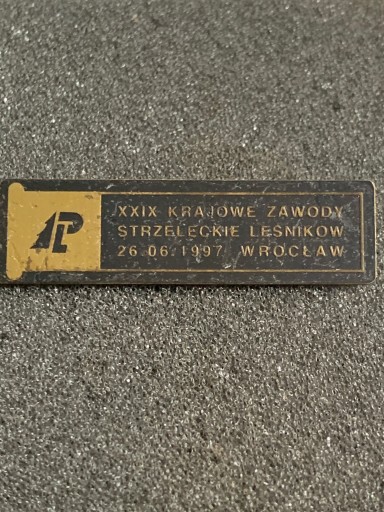 XXIX KRAJOWE ZAWODY
STRZELECKIE LEŚNIKÓW
26.06.1997 WROCŁAW